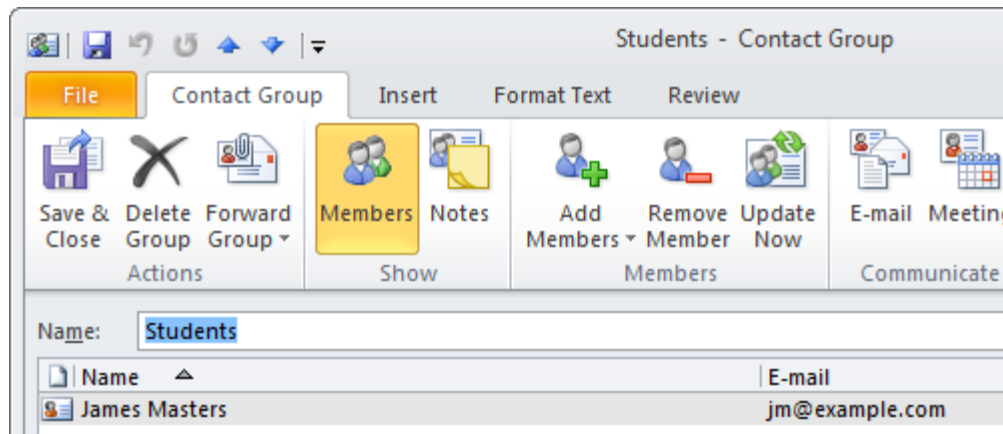 Students - Contact Group
File Contact Group Insert Format Text Review
Save & Delete Forward Members Notes Add Remove Update E-mail Meeting
Close Group Group Members Member Now
Actions Show Members Communicate
Name: Students
Name E-mail
James Masters jm@example.com